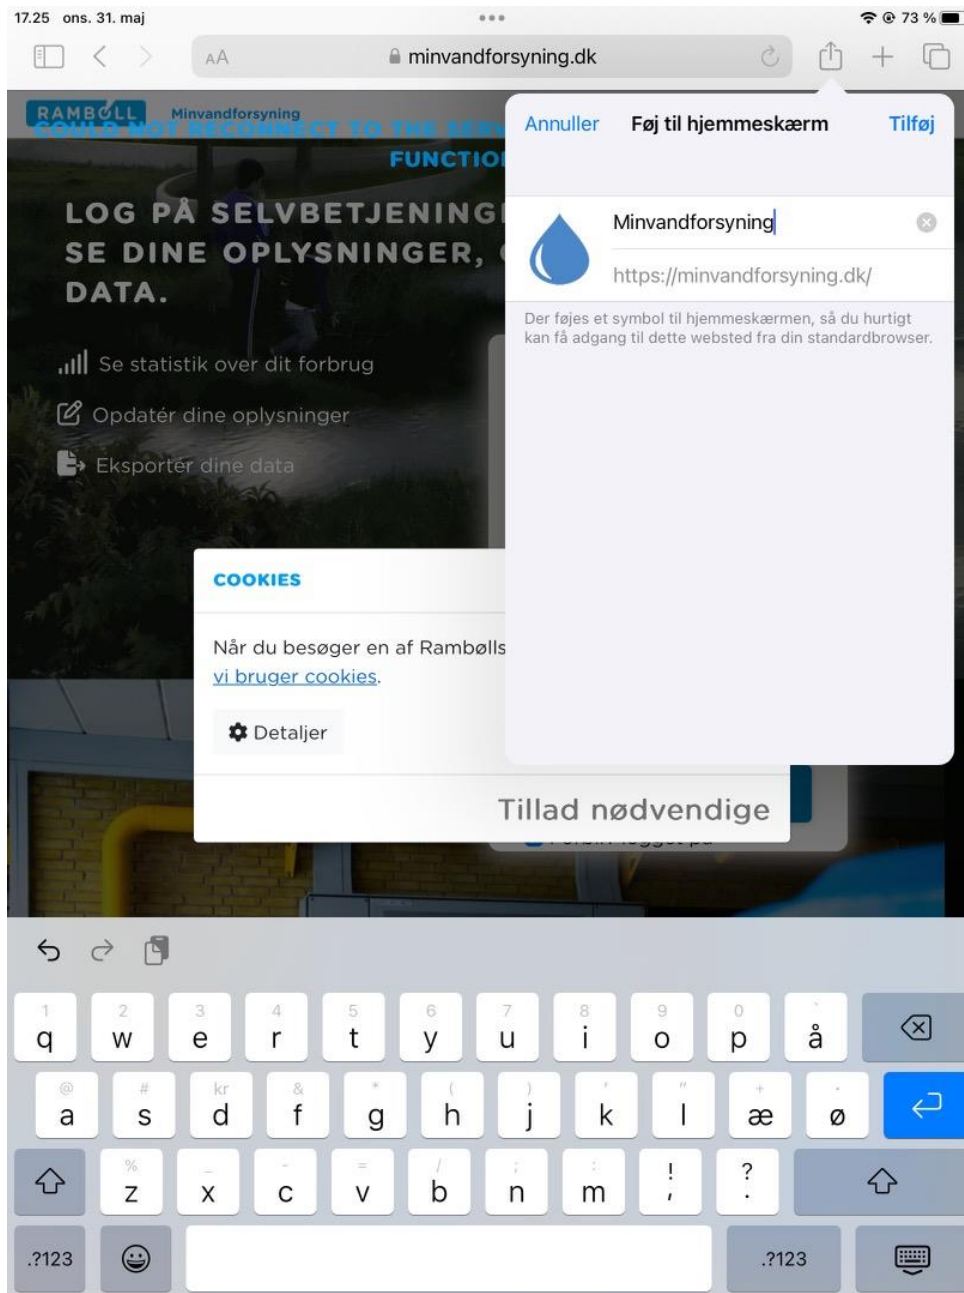 17.25 ons. 31. maj
73 %
AA
minvandforsyning.dk
RAMBOLL Minvandforsyning
COULD NOT RECONNECT TO THE SERV
FUNCTIO
LOG PÅ SELVBETJENING
SE DINE OPLYSNINGER,
DATA.
Se statistik over dit forbrug
Opdatér dine oplysninger
Eksportér dine data
Annuller Føj til hjemmeskærm Tilføj
Minvandforsyning
https://minvandforsyning.dk/
Der føjes et symbol til hjemmeskærmen, så du hurtigt
kan få adgang til dette websted fra din standardbrowser.
COOKIES
Når du besøger en af Rambølls
vi bruger cookies.
Detaljer
Tillad nødvendige
1 2 3 4 5 6 7 8 9 0 `
q w e r t y u i o p å
@ # kr & * ( ) ' " + ·
a s d f g h j k l æ ø
% _ - = / ; : ! ?
z x c v b n m , .
.?123 .?123